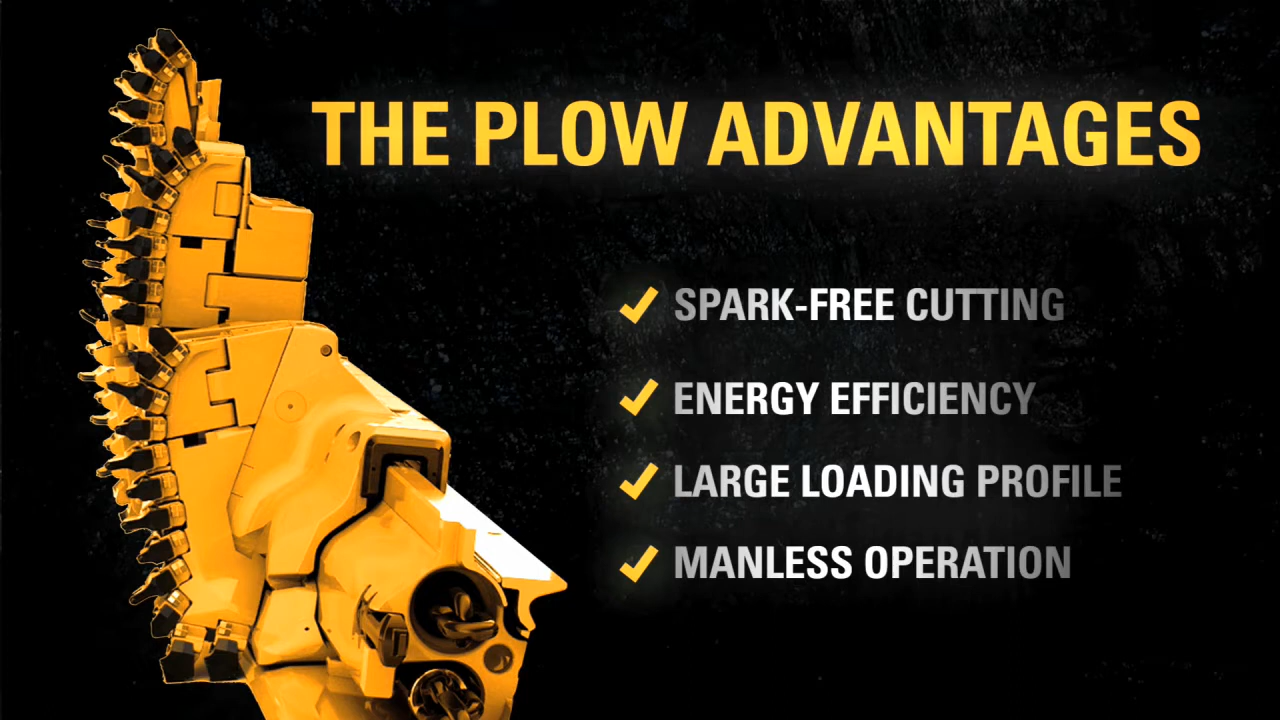 THE PLOW ADVANTAGES
SPARK-FREE CUTTING
ENERGY EFFICIENCY
LARGE LOADING PROFILE
MANLESS OPERATION